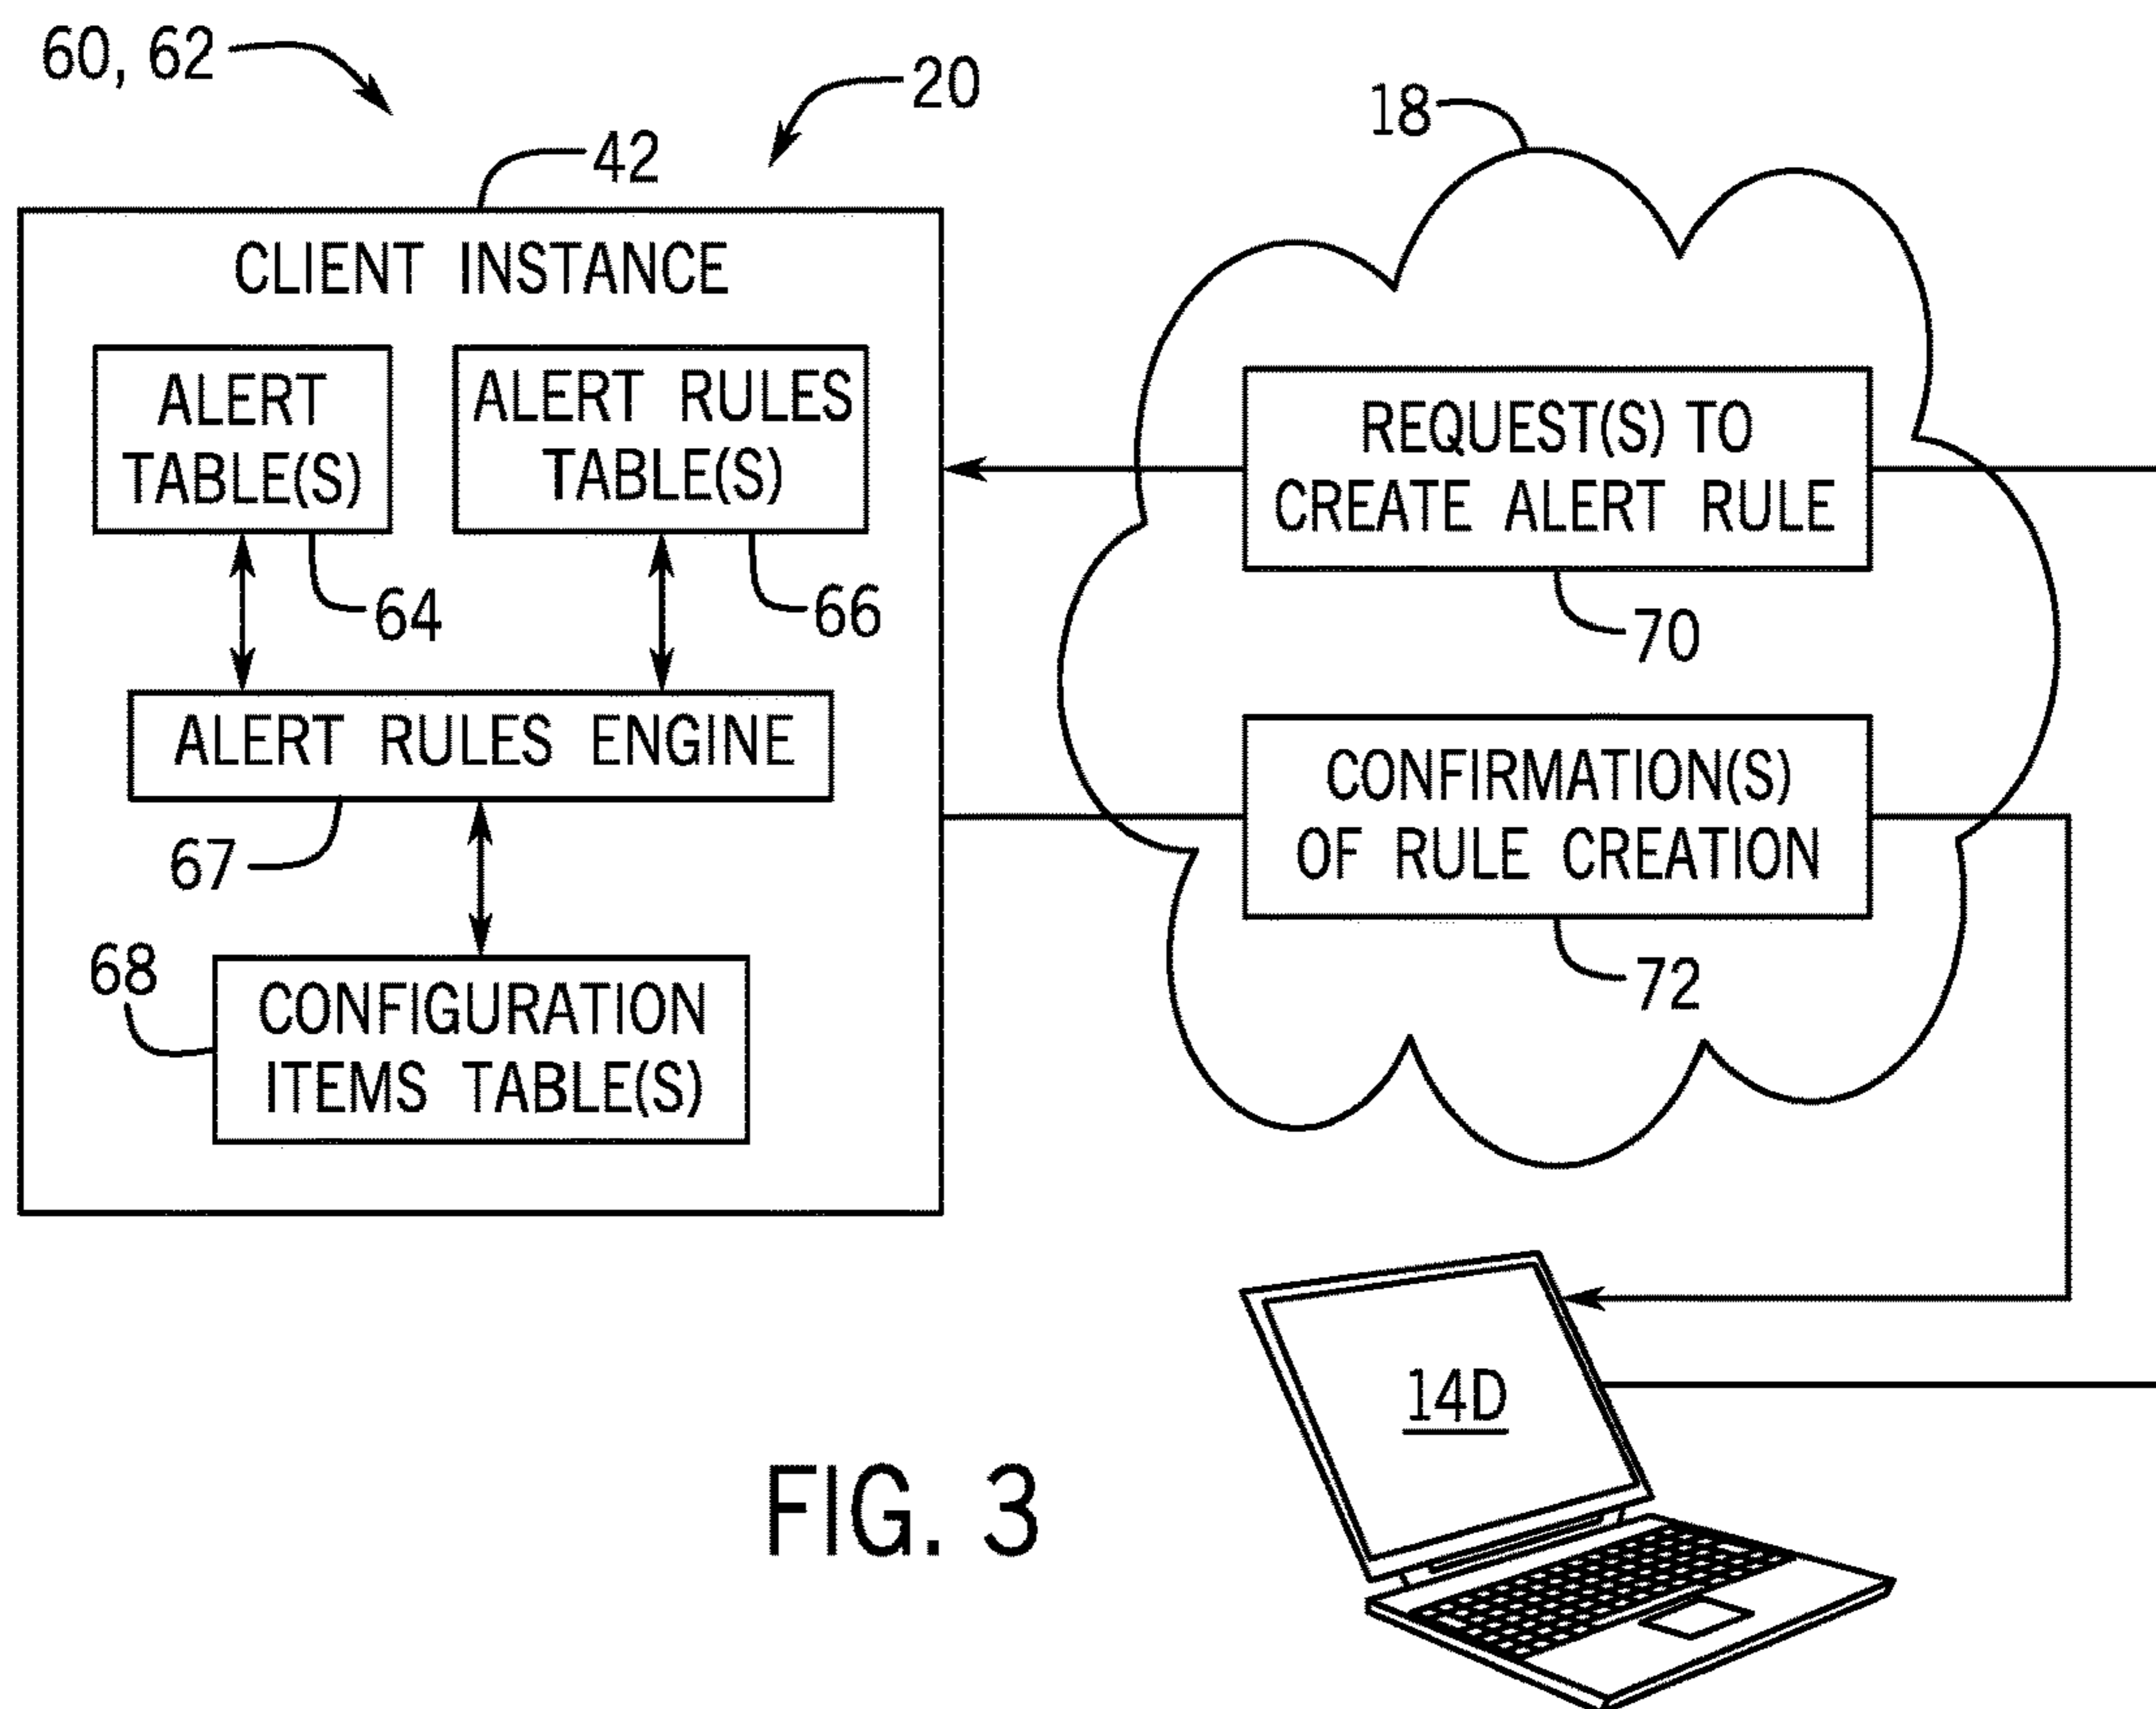 60, 62
20
18
42
CLIENT INSTANCE
ALERT
TABLE(S)
ALERT RULES
TABLE(S)
REQUEST(S) TO
CREATE ALERT RULE
64
66
70
ALERT RULES ENGINE
CONFIRMATION(S)
OF RULE CREATION
67
68
72
CONFIGURATION
ITEMS TABLE(S)
14D
FIG. 3